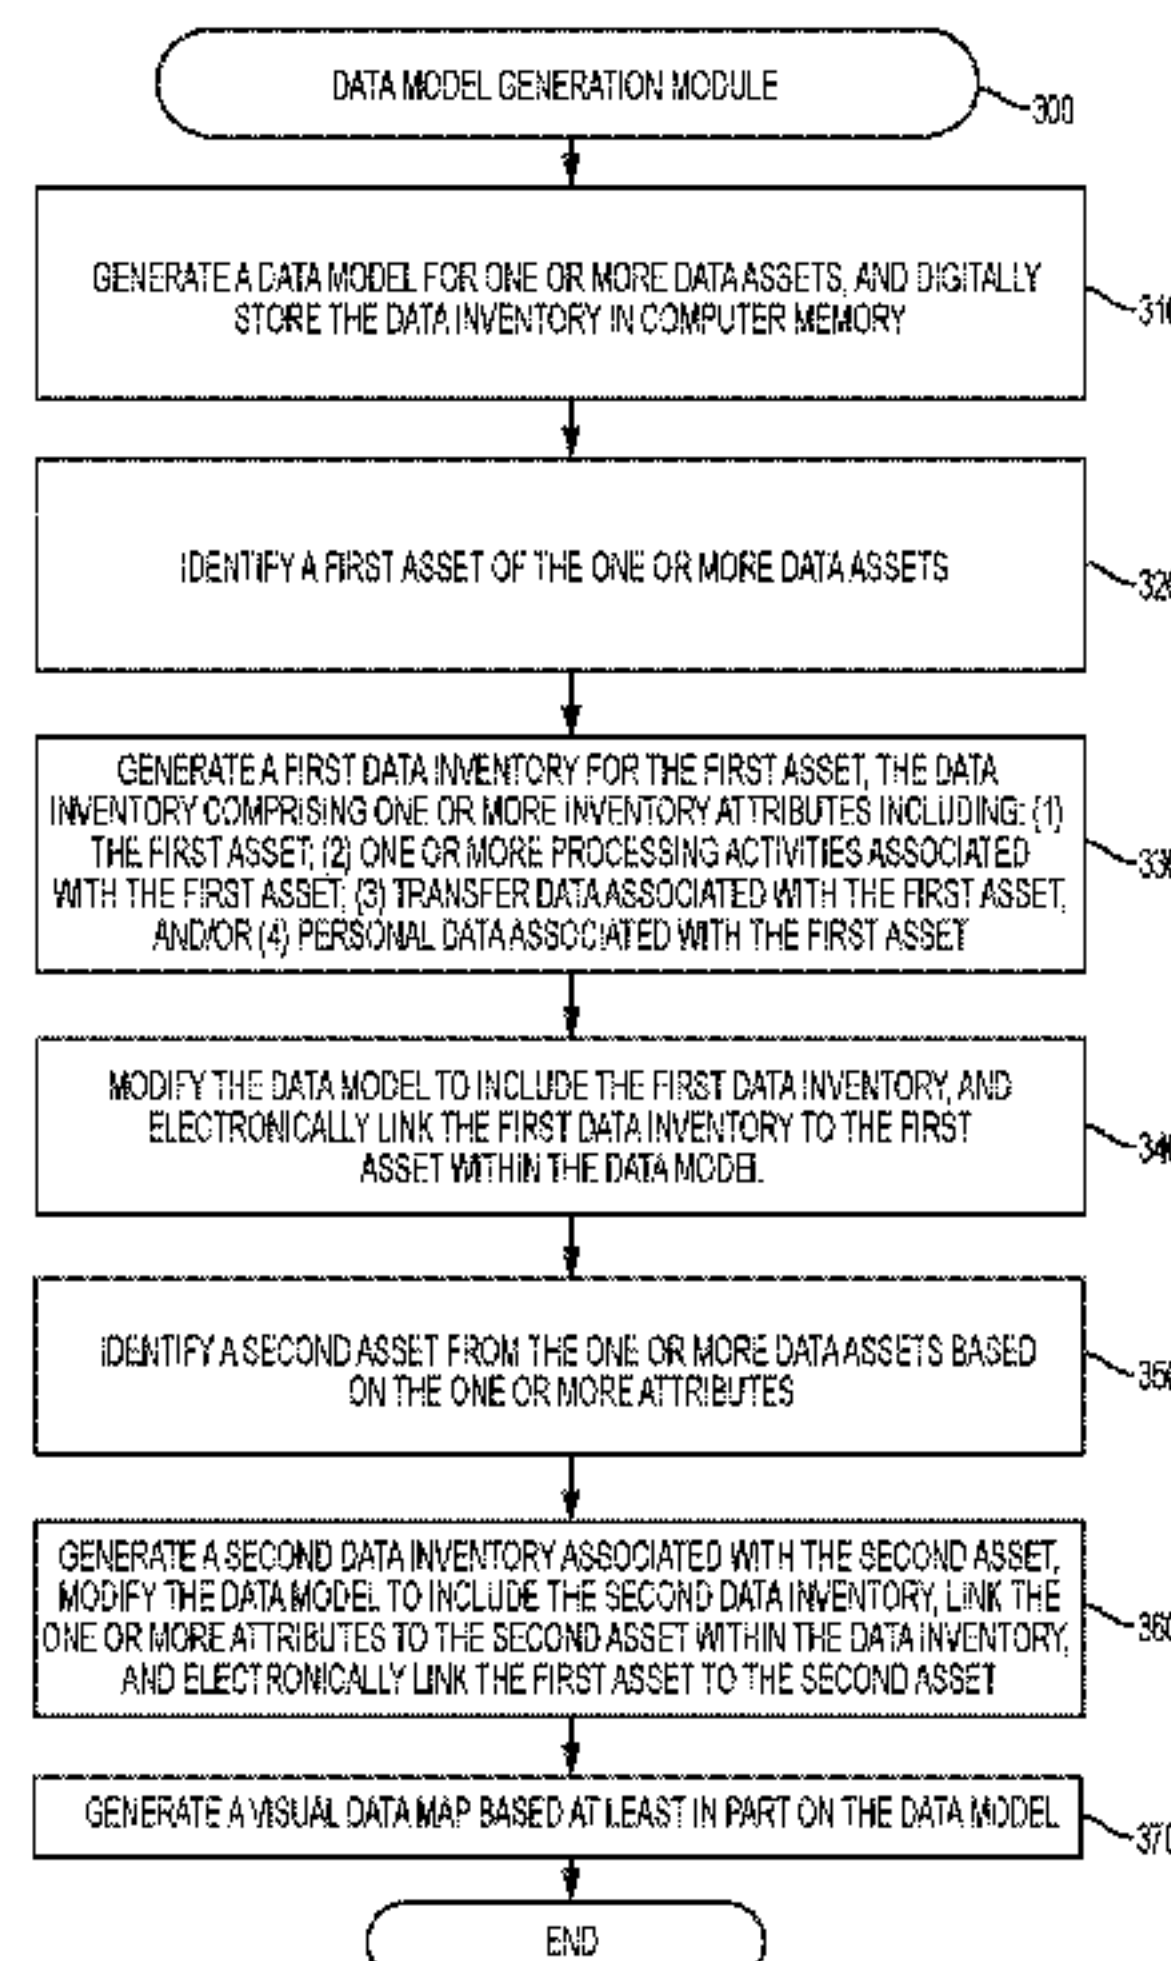 DATA MODEL GENERATION MODULE
300
GENERATE A DATA MODEL FOR ONE OR MORE DATA ASSETS, AND DIGITALLY
STORE THE DATA INVENTORY IN COMPUTER MEMORY
310
IDENTIFY A FIRST ASSET OF THE ONE OR MORE DATA ASSETS
320
GENERATE A FIRST DATA INVENTORY FOR THE FIRST ASSET, THE DATA
INVENTORY COMPRISING ONE OR MORE INVENTORY ATTRIBUTES INCLUDING: (1)
THE FIRST ASSET; (2) ONE OR MORE PROCESSING ACTIVITIES ASSOCIATED
WITH THE FIRST ASSET; (3) TRANSFER DATA ASSOCIATED WITH THE FIRST ASSET,
AND/OR (4) PERSONAL DATA ASSOCIATED WITH THE FIRST ASSET
330
MODIFY THE DATA MODEL TO INCLUDE THE FIRST DATA INVENTORY, AND
ELECTRONICALLY LINK THE FIRST DATA INVENTORY TO THE FIRST
ASSET WITHIN THE DATA MODEL
340
IDENTIFY A SECOND ASSET FROM THE ONE OR MORE DATA ASSETS BASED
ON THE ONE OR MORE ATTRIBUTES
350
GENERATE A SECOND DATA INVENTORY ASSOCIATED WITH THE SECOND ASSET,
MODIFY THE DATA MODEL TO INCLUDE THE SECOND DATA INVENTORY, LINK THE
ONE OR MORE ATTRIBUTES TO THE SECOND ASSET WITHIN THE DATA INVENTORY,
AND ELECTRONICALLY LINK THE FIRST ASSET TO THE SECOND ASSET
360
GENERATE A VISUAL DATA MAP BASED AT LEAST IN PART ON THE DATA MODEL
370
END